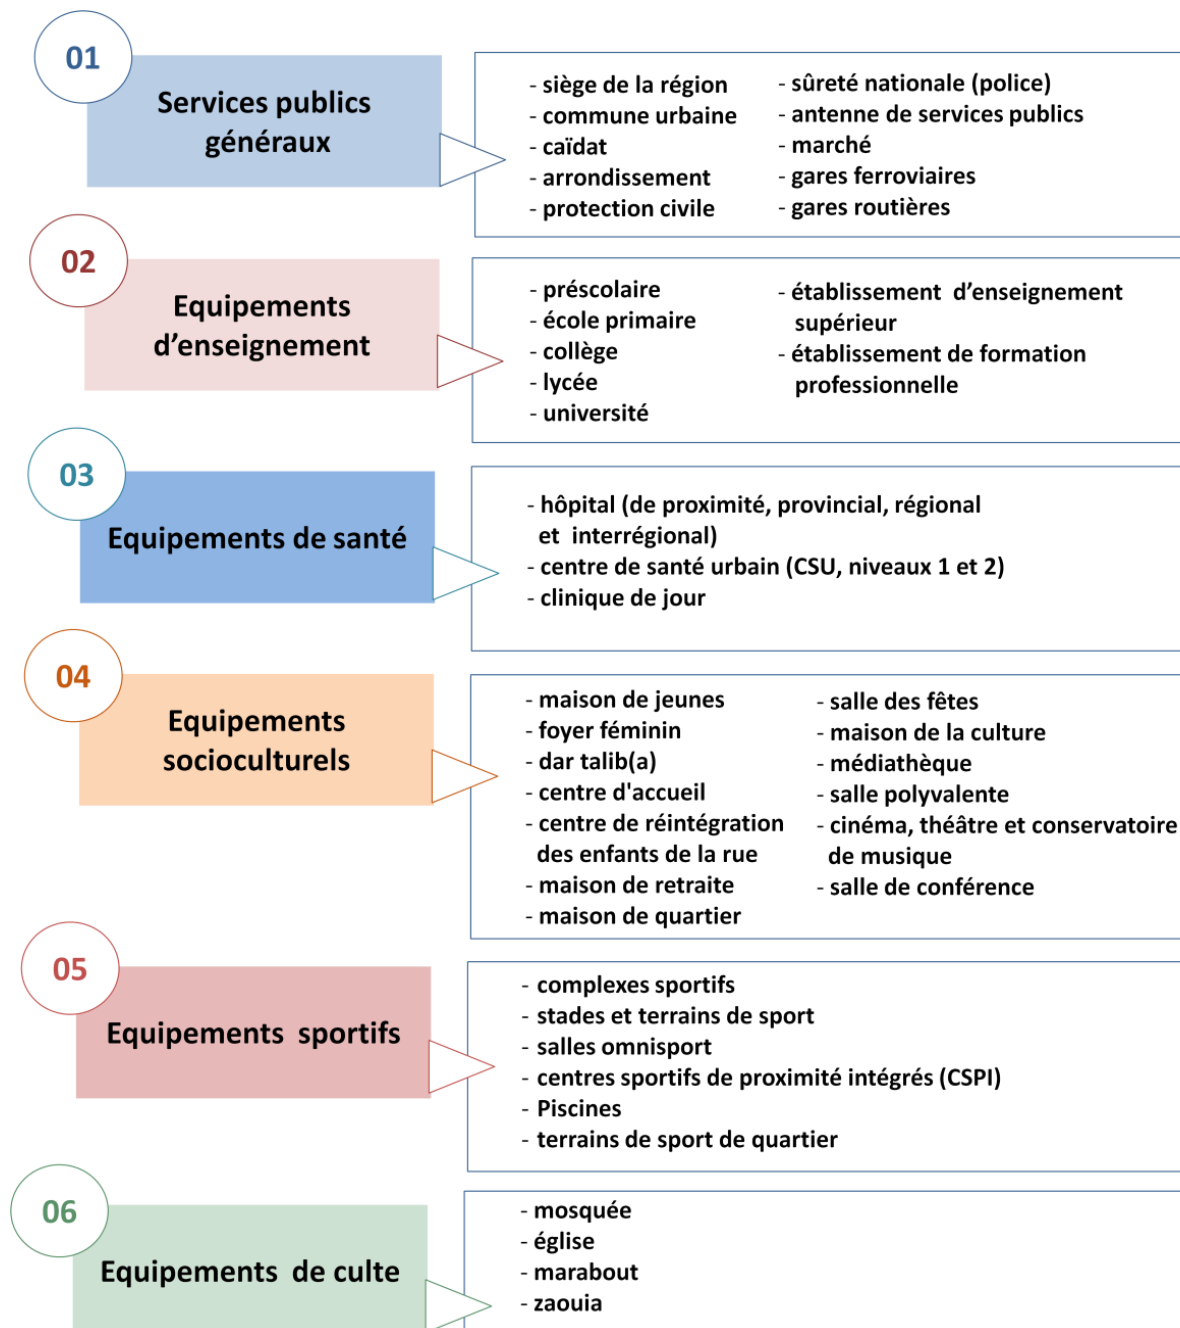 01
Services publics
généraux
- siège de la région
- commune urbaine
- caïdat
- arrondissement
- protection civile
- sûreté nationale (police)
- antenne de services publics
- marché
- gares ferroviaires
- gares routières
02
Equipements
d’enseignement
- préscolaire
- école primaire
- collège
- lycée
- université
- établissement d’enseignement
supérieur
- établissement de formation
professionnelle
03
Equipements de santé
- hôpital (de proximité, provincial, régional
et interrégional)
- centre de santé urbain (CSU, niveaux 1 et 2)
- clinique de jour
04
Equipements
socioculturels
- maison de jeunes
- foyer féminin
- dar talib(a)
- centre d'accueil
- centre de réintégration
des enfants de la rue
- maison de retraite
- maison de quartier
- salle des fêtes
- maison de la culture
- médiathèque
- salle polyvalente
- cinéma, théâtre et conservatoire
de musique
- salle de conférence
05
Equipements sportifs
- complexes sportifs
- stades et terrains de sport
- salles omnisport
- centres sportifs de proximité intégrés (CSPI)
- Piscines
- terrains de sport de quartier
06
Equipements de culte
- mosquée
- église
- marabout
- zaouia